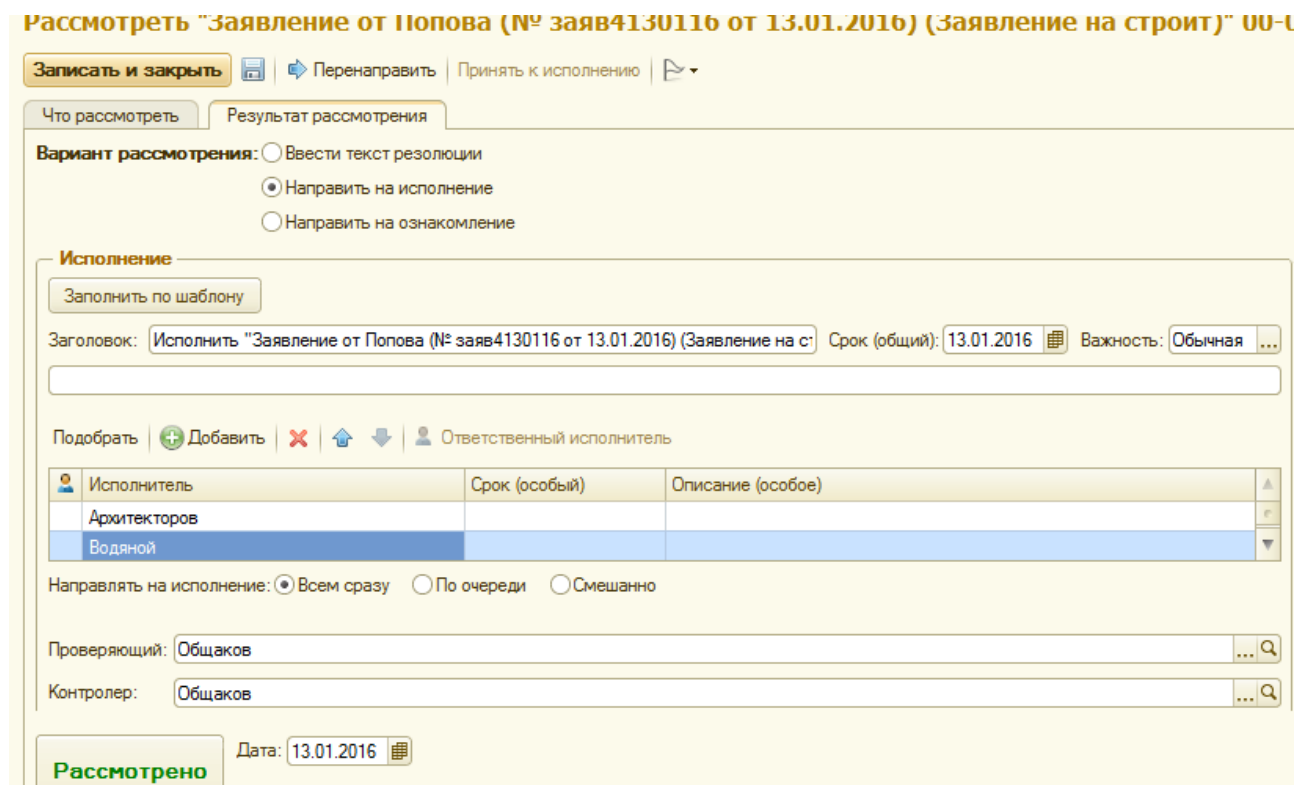 Рассмотреть "Заявление от Попова (№ заяв4130116 от 13.01.2016) (Заявление на строит)" 00-
Записать и закрыть Перенаправить Принять к исполнению
Что рассмотреть Результат рассмотрения
Вариант рассмотрения: Ввести текст резолюции
Направить на исполнение
Направить на ознакомление
Исполнение
Заполнить по шаблону
Заголовок: Исполнить "Заявление от Попова (№ заяв4130116 от 13.01.2016) (Заявление на ст Срок (общий): 13.01.2016 Важность: Обычная ...
Подобрать Добавить Ответственный исполнитель
Исполнитель Срок (особый) Описание (особое)
Архитекторов
Водяной
Направлять на исполнение: Всем сразу По очереди Смешанно
Проверяющий: Общаков ...
Контролер: Общаков ...
Дата: 13.01.2016
Рассмотрено